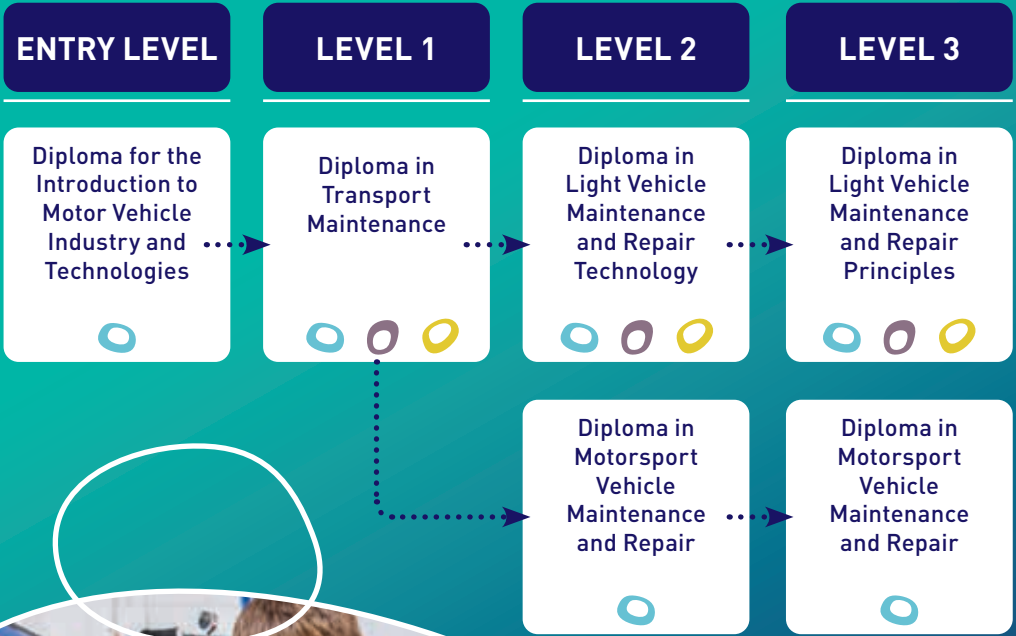 ENTRY LEVEL
LEVEL 1
LEVEL 2
LEVEL 3
Diploma for the
Introduction to
Motor Vehicle
Industry and
Technologies
Diploma in
Transport
Maintenance
Diploma in
Light Vehicle
Maintenance
and Repair
Technology
Diploma in
Light Vehicle
Maintenance
and Repair
Principles
Diploma in
Motorsport
Vehicle
Maintenance
and Repair
Diploma in
Motorsport
Vehicle
Maintenance
and Repair